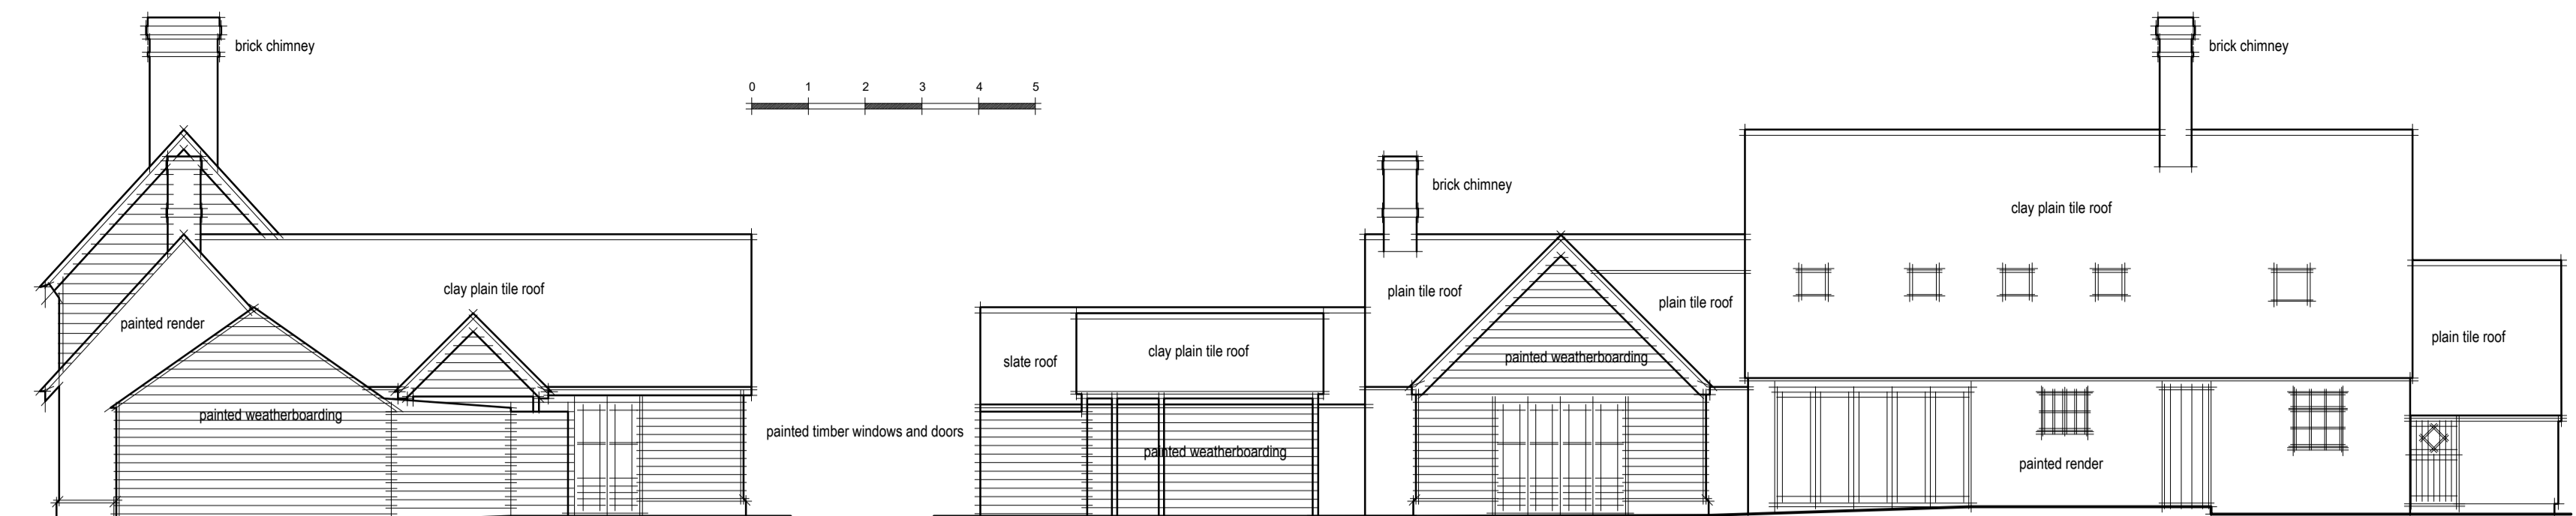 brick chimney
brick chimney
0 1 2 3 4 5
brick chimney
clay plain tile roof
clay plain tile roof
plain tile roof
plain tile roof
painted render
plain tile roof
slate roof
clay plain tile roof
painted weatherboarding
painted weatherboarding
painted timber windows and doors
painted weatherboarding
painted render